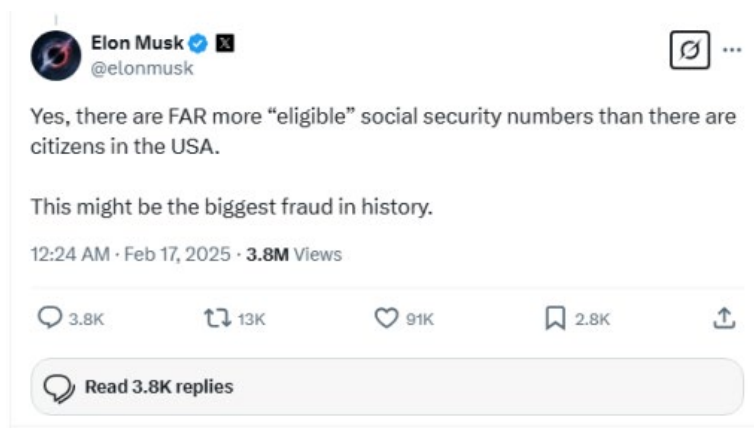 Elon Musk
@elonmusk
Yes, there are FAR more “eligible” social security numbers than there are
citizens in the USA.
This might be the biggest fraud in history.
12:24 AM · Feb 17, 2025 · 3.8M Views
3.8K 13K 91K 2.8K
Read 3.8K replies